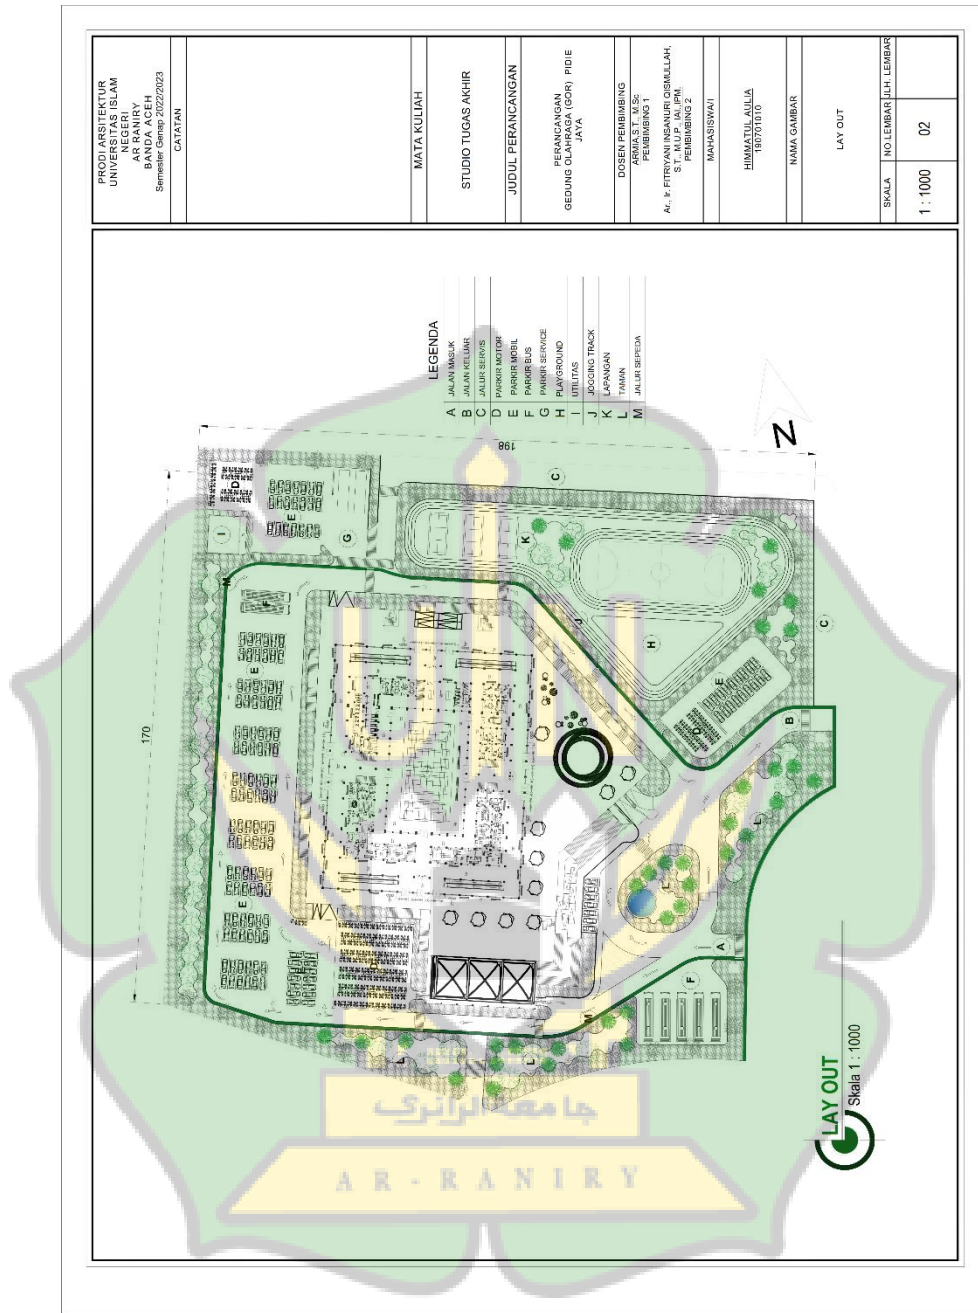 PRODI ARSITEKTUR
UNIVERSITAS ISLAM
NEGERI
AR RANIRY
BANDA ACEH
Semester Genap 2022/2023
CATATAN
MATA KULIAH
STUDIO TUGAS AKHIR
JUDUL PERANCANGAN
PERANCANGAN
GEDUNG OLAHRAGA (GOR) PIDIE
JAYA
DOSEN PEMBIMBING
ARMIA,S.T., M.Sc
PEMBIMBING 1
Ar., Ir. FITRIYANI INSANURI QISMULLAH,
S.T., M.U.P., IAI.,IPM.
PEMBIMBING 2
MAHASISWA/I
HIMMATUL AULIA
190701010
NAMA GAMBAR
LAY OUT
SKALA
NO.LEMBAR
JLH. LEMBAR
1 : 1000
02
LEGENDA
A JALAN MASUK
B JALAN KELUAR
C JALUR SERVIS
D PARKIR MOTOR
E PARKIR MOBIL
F PARKIR BUS
G PARKIR SERVICE
H PLAYGROUND
I UTILITAS
J JOGGING TRACK
K LAPANGAN
L TAMAN
M JALUR SEPEDA
N
198
170
D
E
I
G
C
M
F
K
E
J
H
C
E
D
B
L
L
E
A
F
M
L
L
LAY OUT
Skala 1 : 1000
جامعة الرانري
AR-RANIRY